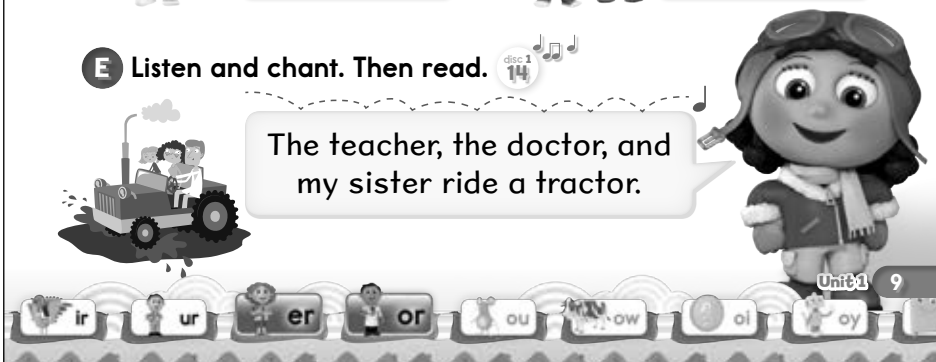 E Listen and chant. Then read. disc 1 14
The teacher, the doctor, and
my sister ride a tractor.
Unit 1 9
ir ur er or ou ow oi oy